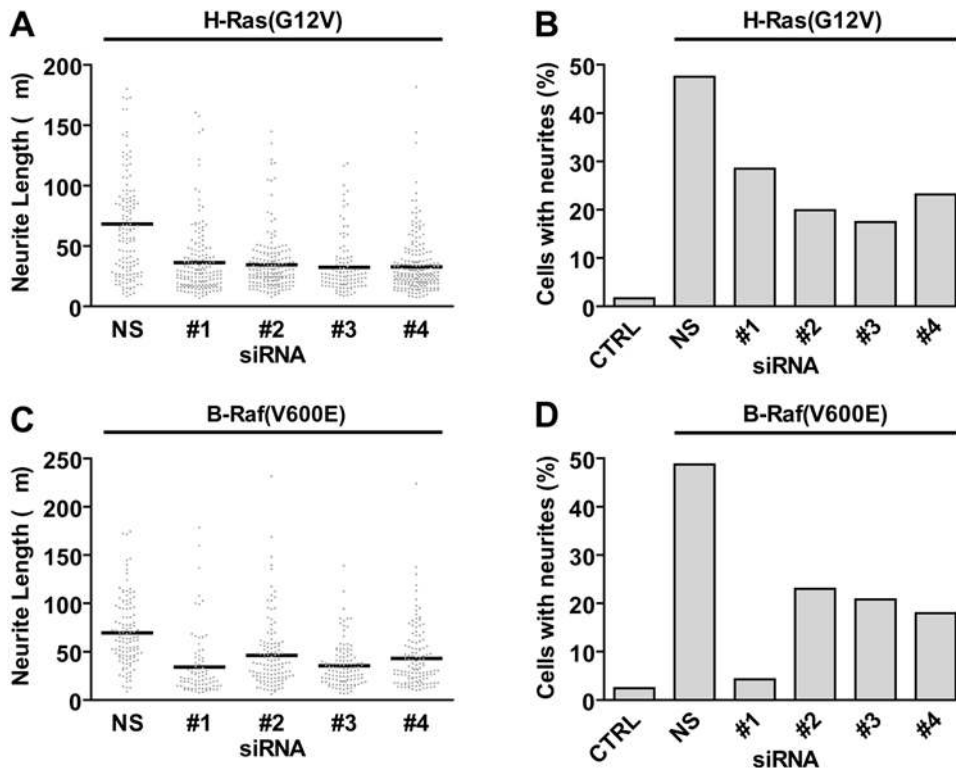 A
H-Ras(G12V)
Neurite Length ( m)
200
150
100
50
0
NS #1 #2 #3 #4
siRNA
B
H-Ras(G12V)
Cells with neurites (%)
50
40
30
20
10
0
CTRL NS #1 #2 #3 #4
siRNA
C
B-Raf(V600E)
Neurite Length ( m)
250
200
150
100
50
0
NS #1 #2 #3 #4
siRNA
D
B-Raf(V600E)
Cells with neurites (%)
50
40
30
20
10
0
CTRL NS #1 #2 #3 #4
siRNA